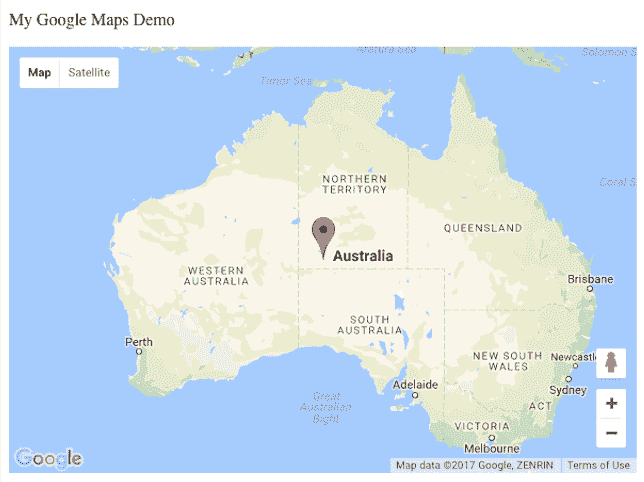 My Google Maps Demo
Arafura Sea
Solomon S
Map Satellite
Timor Sea
Coral S
NORTHERN
TERRITORY
QUEENSLAND
Australia
WESTERN
AUSTRALIA
Brisbane
SOUTH
AUSTRALIA
Perth
NEW SOUTH
WALES
Newcastl
Adelaide
Sydney
Great
Australian
Bight
ACT
VICTORIA
Melbourne
Google
Map data ©2017 Google, ZENRIN
Terms of Use